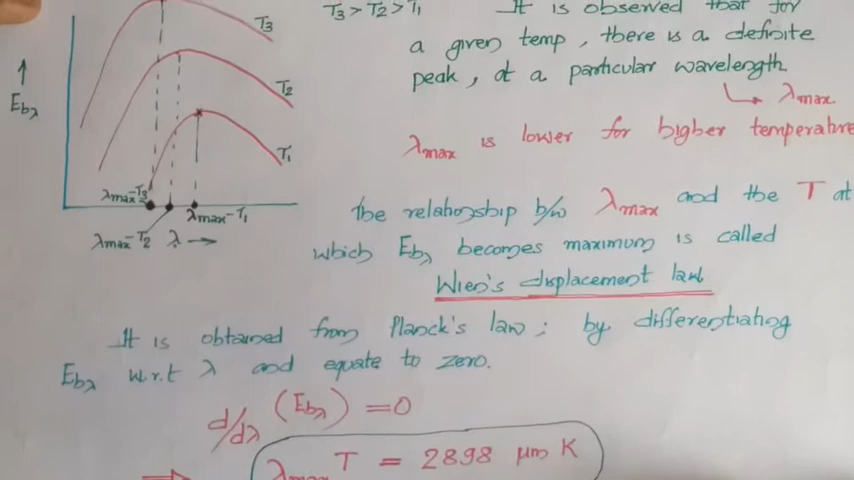 T3 > T2 > T1
It is observed that for
a given temp, there is a definite
peak, at a particular wavelength.
λmax.
λmax is lower for higher temperature
T3
T2
T1
↑
Ebλ
λmax-T3
λmax-T1
λmax-T2
λ →
The relationship b/w λmax and the T at
which Ebλ becomes maximum is called
Wien's displacement law
It is obtained from Planck's law; by differentiating
Ebλ w.r.t λ and equate to zero.
d/dλ (Ebλ) = 0
⇒ λmax T = 2898 μm K